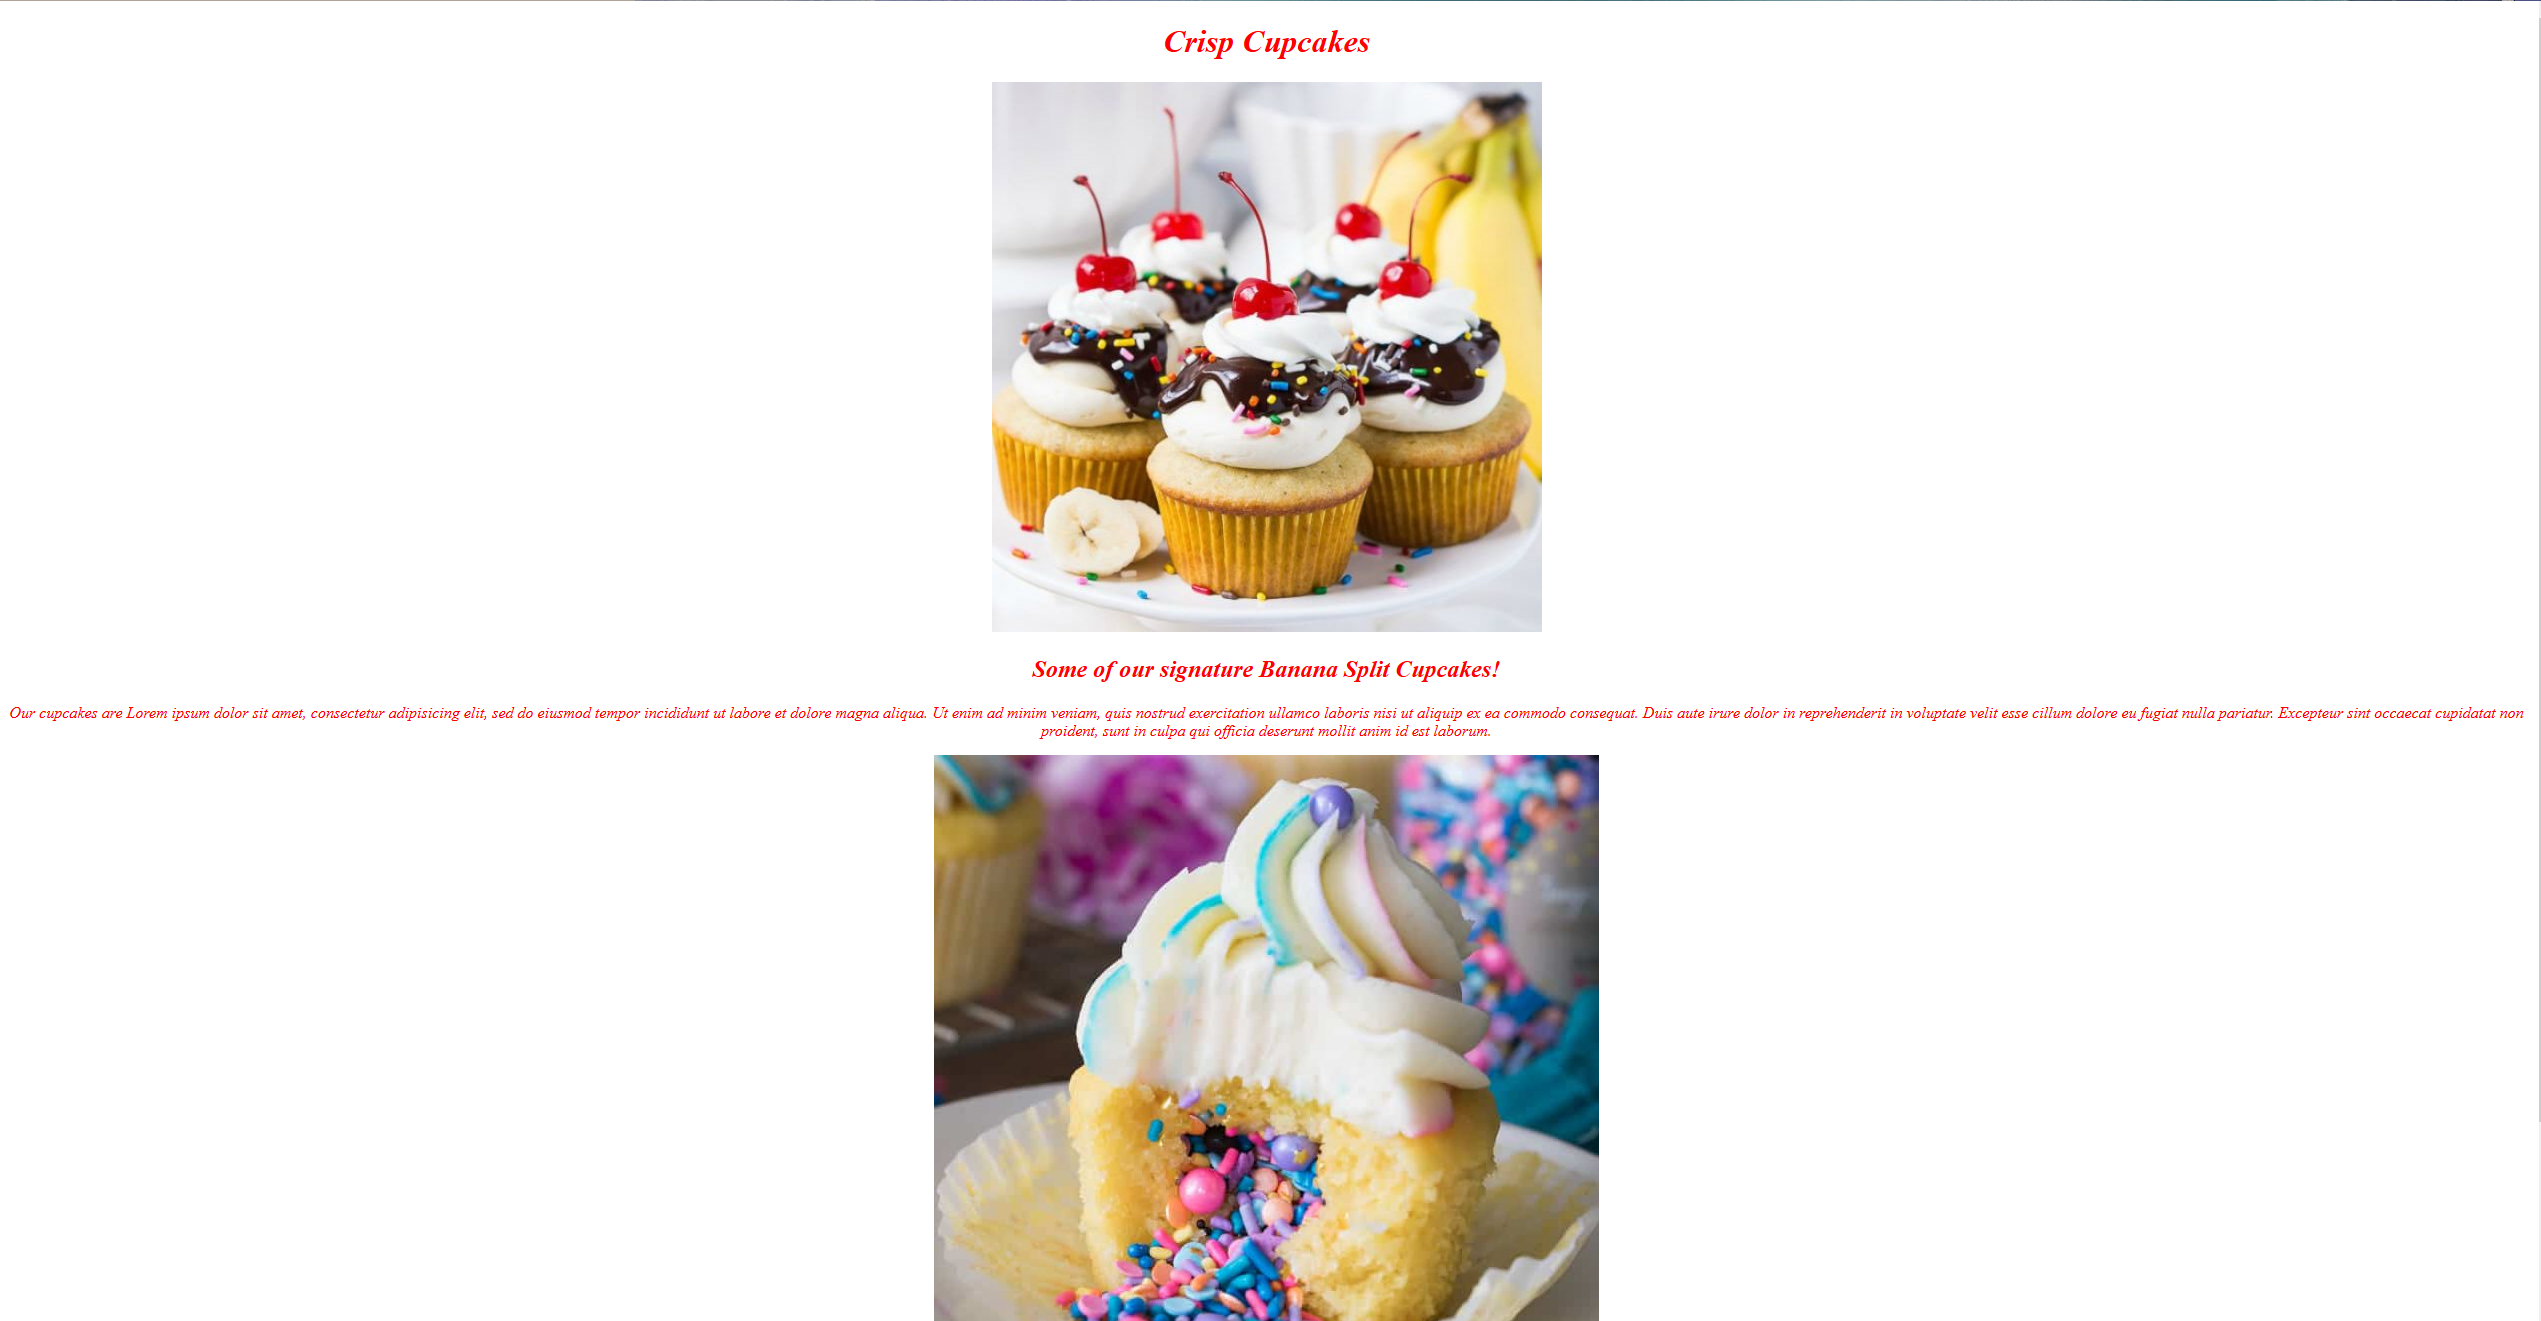 Crisp Cupcakes
Some of our signature Banana Split Cupcakes!
Our cupcakes are Lorem ipsum dolor sit amet, consectetur adipisicing elit, sed do eiusmod tempor incididunt ut labore et dolore magna aliqua. Ut enim ad minim veniam, quis nostrud exercitation ullamco laboris nisi ut aliquip ex ea commodo consequat. Duis aute irure dolor in reprehenderit in voluptate velit esse cillum dolore eu fugiat nulla pariatur. Excepteur sint occaecat cupidatat non
proident, sunt in culpa qui officia deserunt mollit anim id est laborum.